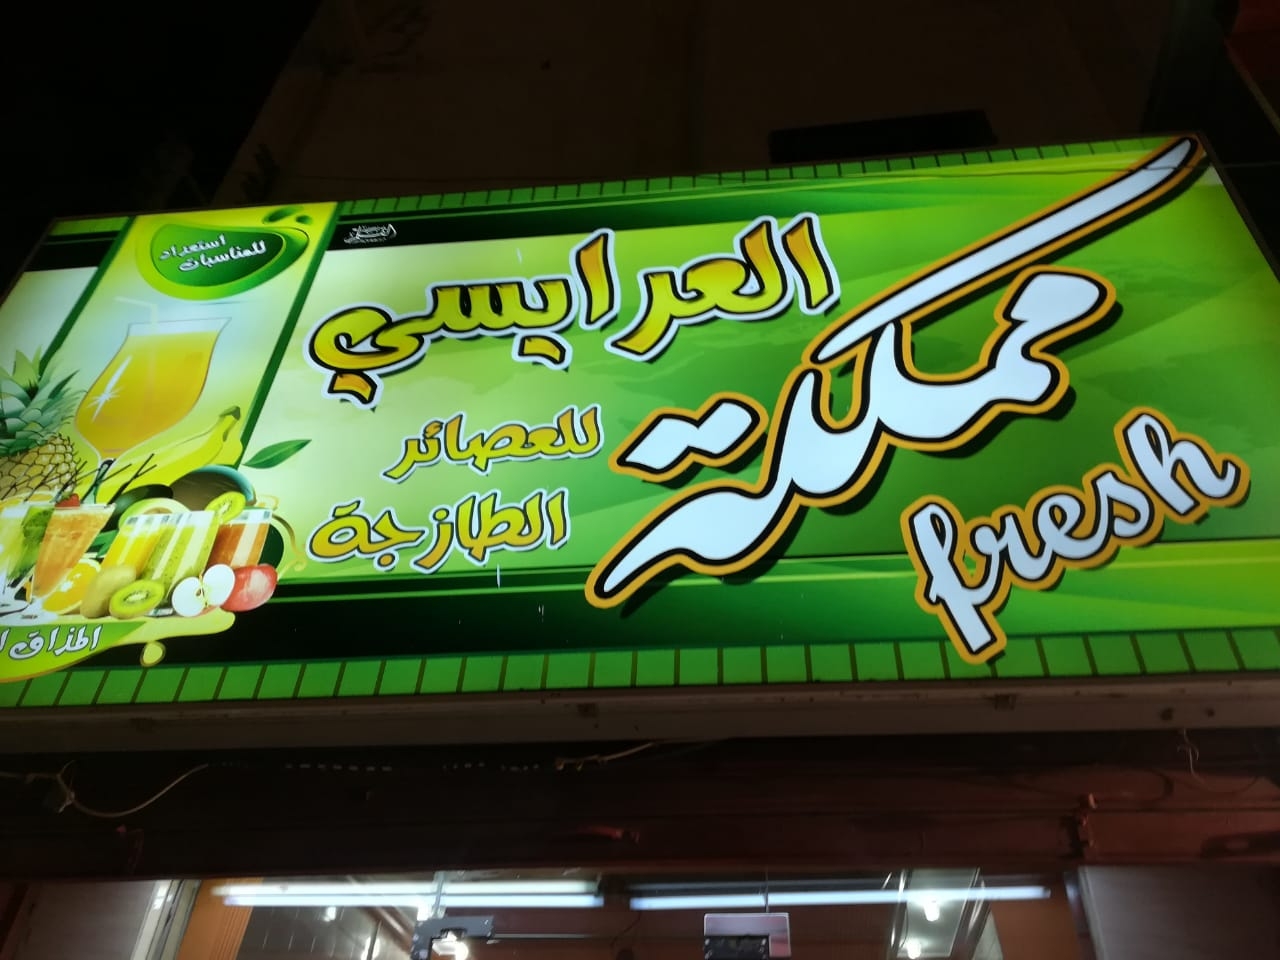 مملكة
العرايسي
للعصائر
الطازجة
fresh
استعداد
للمناسبات
المذاق